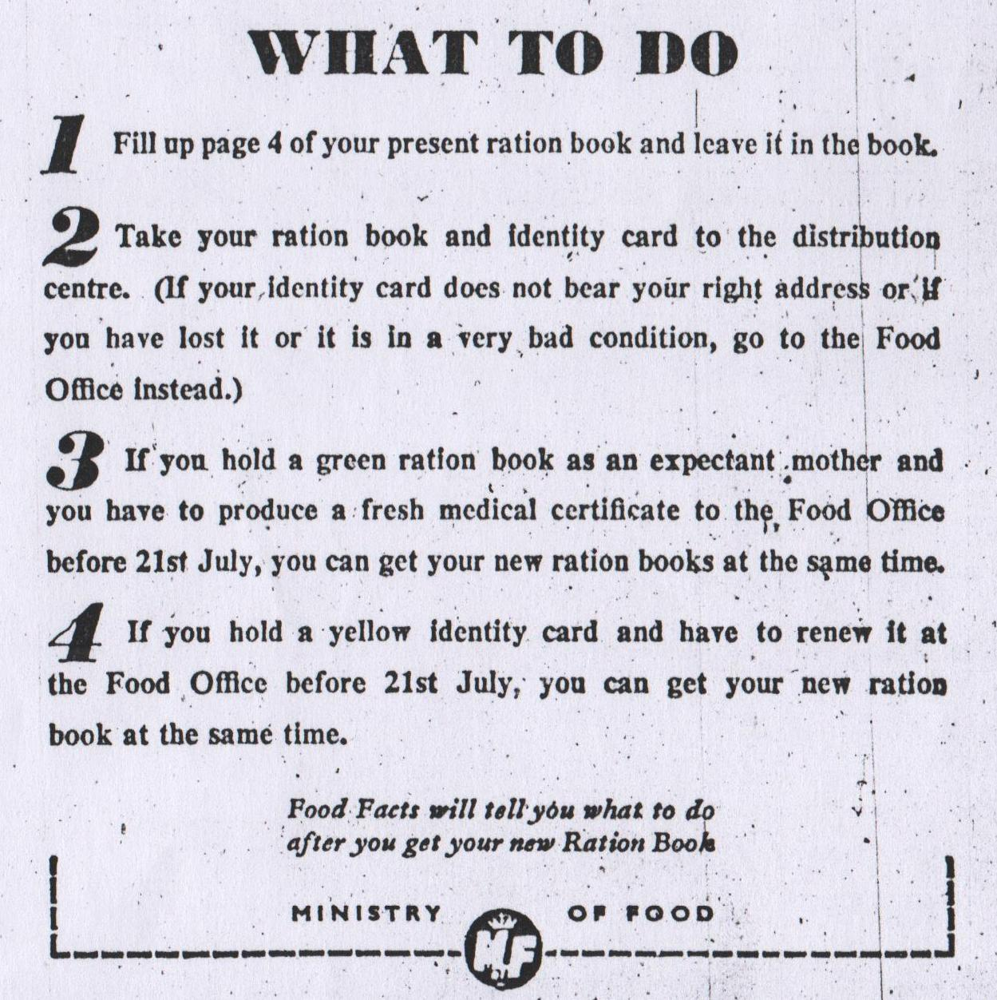 WHAT TO DO
1 Fill up page 4 of your present ration book and leave it in the book.
2 Take your ration book and identity card to the distribution
centre. (If your identity card does not bear your right address or if
you have lost it or it is in a very bad condition, go to the Food
Office instead.)
3 If you hold a green ration book as an expectant mother and
you have to produce a fresh medical certificate to the Food Office
before 21st July, you can get your new ration books at the same time.
4 If you hold a yellow identity card and have to renew it at
the Food Office before 21st July, you can get your new ration
book at the same time.
Food Facts will tell you what to do
after you get your new Ration Book
MINISTRY OF FOOD
MF